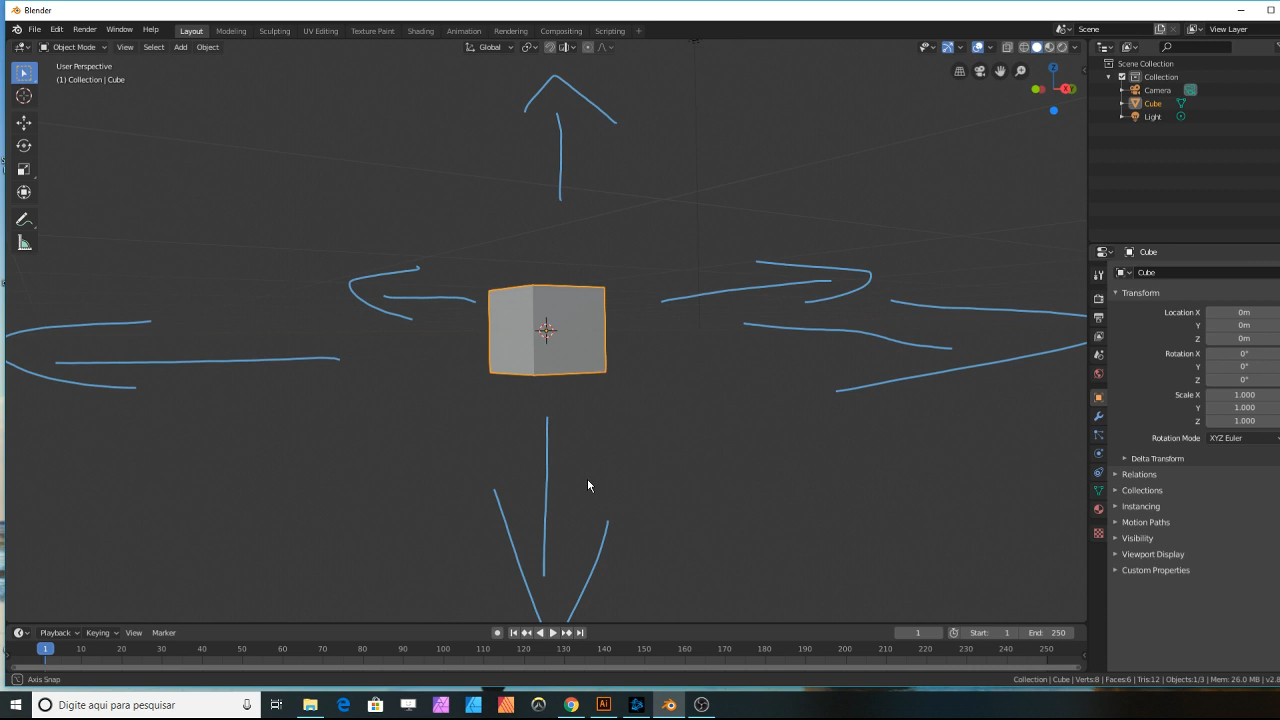 Blender
File Edit Render Window Help Layout Modeling Sculpting UV Editing Texture Paint Shading Animation Rendering Compositing Scripting + Scene View Layer
Object Mode View Select Add Object Global
User Perspective
(1) Collection | Cube
Z
X
Y
Scene Collection
Collection
Camera
Cube
Light
Cube
Cube
Transform
Location X 0m
Y 0m
Z 0m
Rotation X 0°
Y 0°
Z 0°
Scale X 1.000
Y 1.000
Z 1.000
Rotation Mode XYZ Euler
Delta Transform
Relations
Collections
Instancing
Motion Paths
Visibility
Viewport Display
Custom Properties
Playback Keying View Marker 1 Start: 1 End: 250
1 10 20 30 40 50 60 70 80 90 100 110 120 130 140 150 160 170 180 190 200 210 220 230 240 250
Axis Snap Collection | Cube | Verts:8 | Faces:6 | Tris:12 | Objects:1/3 | Mem: 26.0 MB | v2.8
Digite aqui para pesquisar Ai